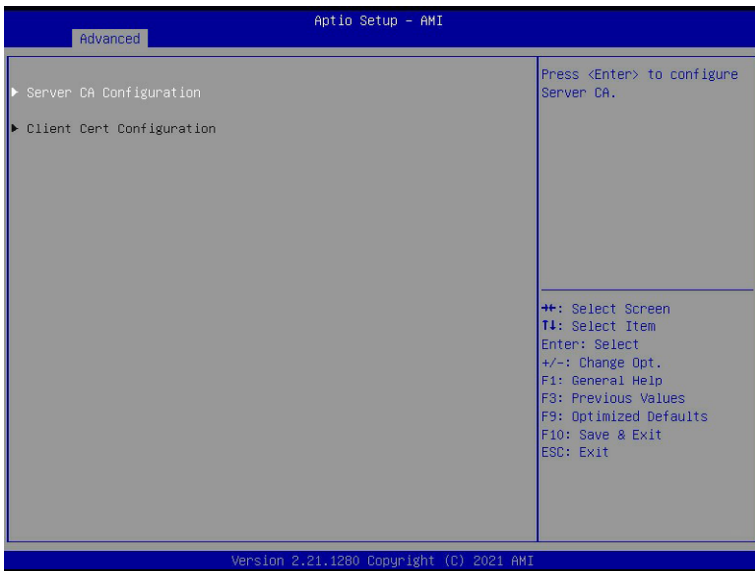 Aptio Setup – AMI
Advanced
▶ Server CA Configuration
▶ Client Cert Configuration
Press <Enter> to configure
Server CA.
→←: Select Screen
↑↓: Select Item
Enter: Select
+/-: Change Opt.
F1: General Help
F3: Previous Values
F9: Optimized Defaults
F10: Save & Exit
ESC: Exit
Version 2.21.1280 Copyright (C) 2021 AMI